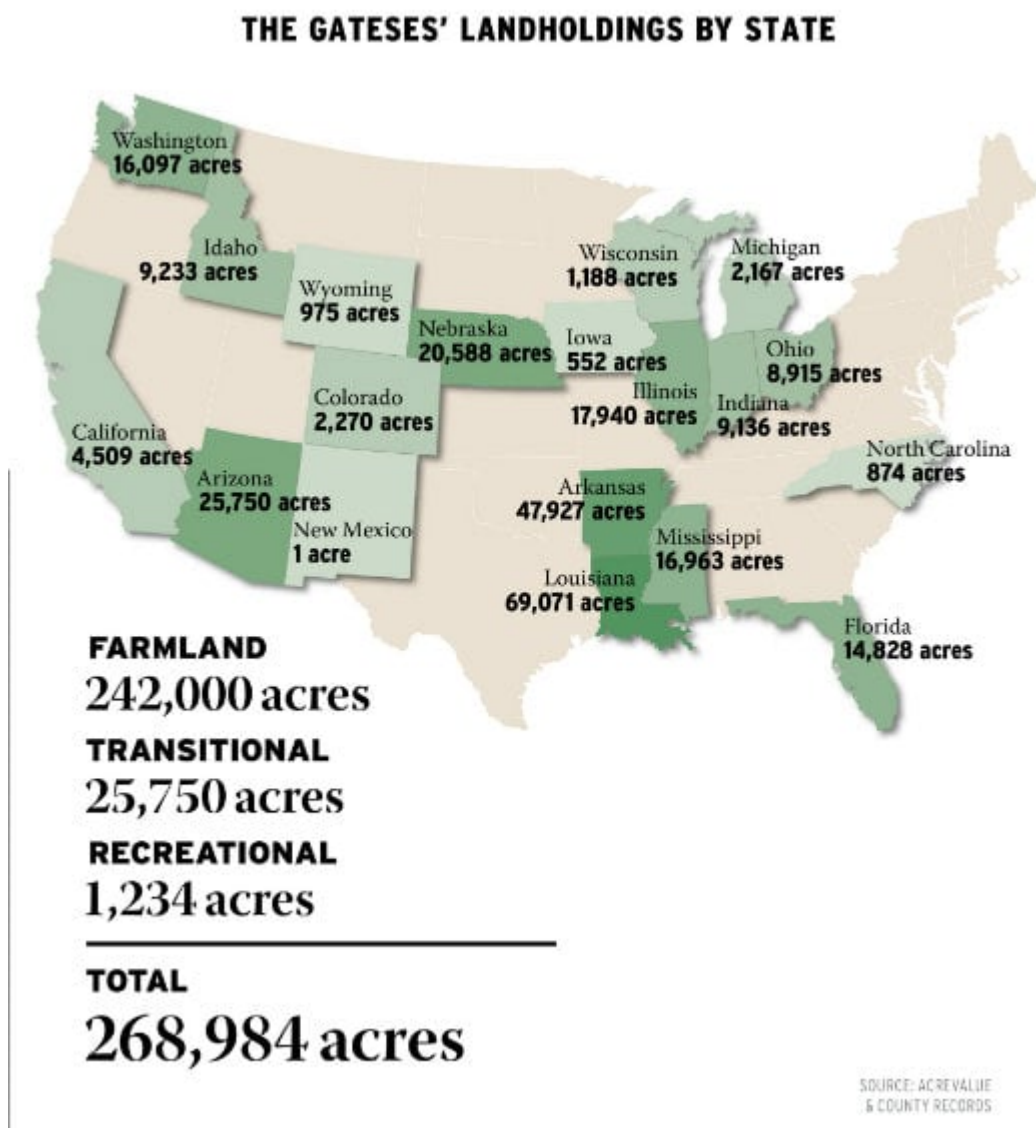 THE GATESES' LANDHOLDINGS BY STATE
Washington
16,097 acres
Idaho
9,233 acres
Wyoming
975 acres
Nebraska
20,588 acres
Iowa
552 acres
Wisconsin
1,188 acres
Michigan
2,167 acres
Ohio
8,915 acres
Illinois
17,940 acres
Indiana
9,136 acres
Colorado
2,270 acres
California
4,509 acres
Arizona
25,750 acres
New Mexico
1 acre
Arkansas
47,927 acres
Mississippi
16,963 acres
Louisiana
69,071 acres
North Carolina
874 acres
Florida
14,828 acres
FARMLAND
242,000 acres
TRANSITIONAL
25,750 acres
RECREATIONAL
1,234 acres
TOTAL
268,984 acres
SOURCE: ACREVALUE
& COUNTY RECORDS